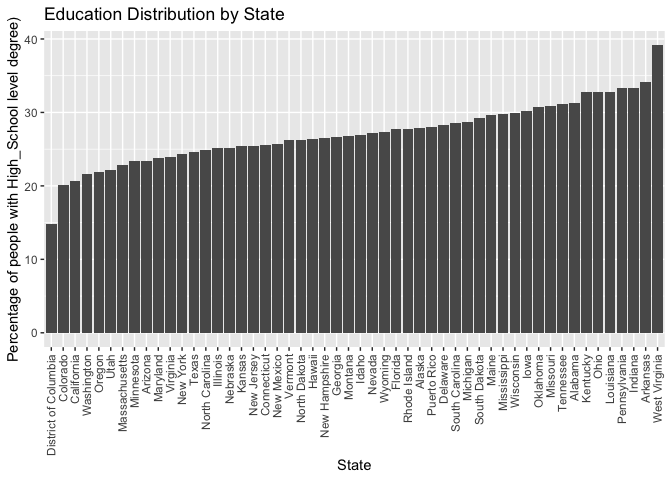 Education Distribution by State
Percentage of people with High_School level degree)
40
30
20
10
0
District of Columbia
Colorado
California
Washington
Oregon
Utah
Massachusetts
Minnesota
Arizona
Maryland
Virginia
New York
Texas
North Carolina
Illinois
Nebraska
Kansas
New Jersey
Connecticut
New Mexico
Vermont
North Dakota
Hawaii
New Hampshire
Georgia
Montana
Idaho
Nevada
Wyoming
Florida
Rhode Island
Alaska
Puerto Rico
Delaware
South Carolina
Michigan
South Dakota
Maine
Mississippi
Wisconsin
Iowa
Oklahoma
Missouri
Tennessee
Alabama
Kentucky
Ohio
Louisiana
Pennsylvania
Indiana
Arkansas
West Virginia
State